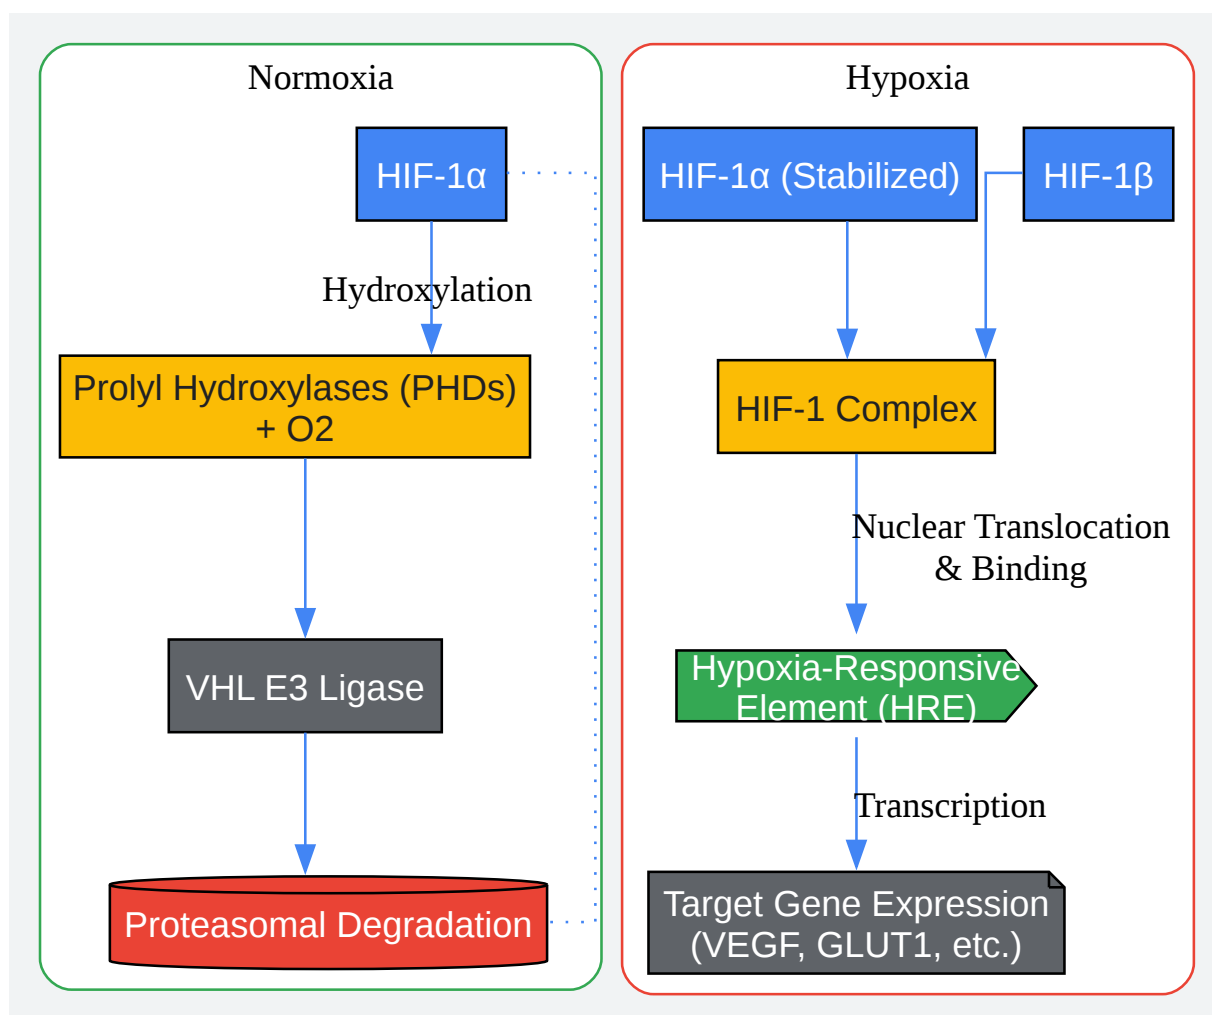 Normoxia
HIF-1α
Hydroxylation
Prolyl Hydroxylases (PHDs)
+ O2
VHL E3 Ligase
Proteasomal Degradation
Hypoxia
HIF-1α (Stabilized)
HIF-1β
HIF-1 Complex
Nuclear Translocation
& Binding
Hypoxia-Responsive
Element (HRE)
Transcription
Target Gene Expression
(VEGF, GLUT1, etc.)